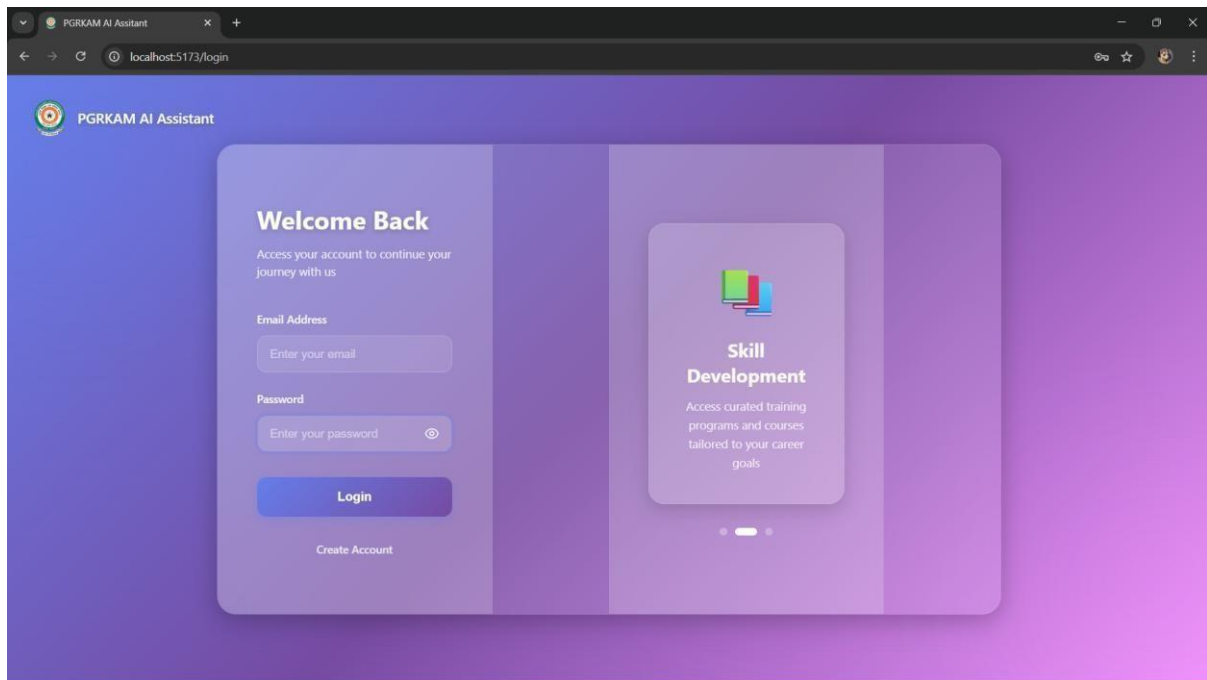 PGRKAM AI Assitant
localhost:5173/login
PGRKAM AI Assistant
Welcome Back
Access your account to continue your
journey with us
Email Address
Enter your email
Password
Enter your password
Login
Create Account
Skill
Development
Access curated training
programs and courses
tailored to your career
goals